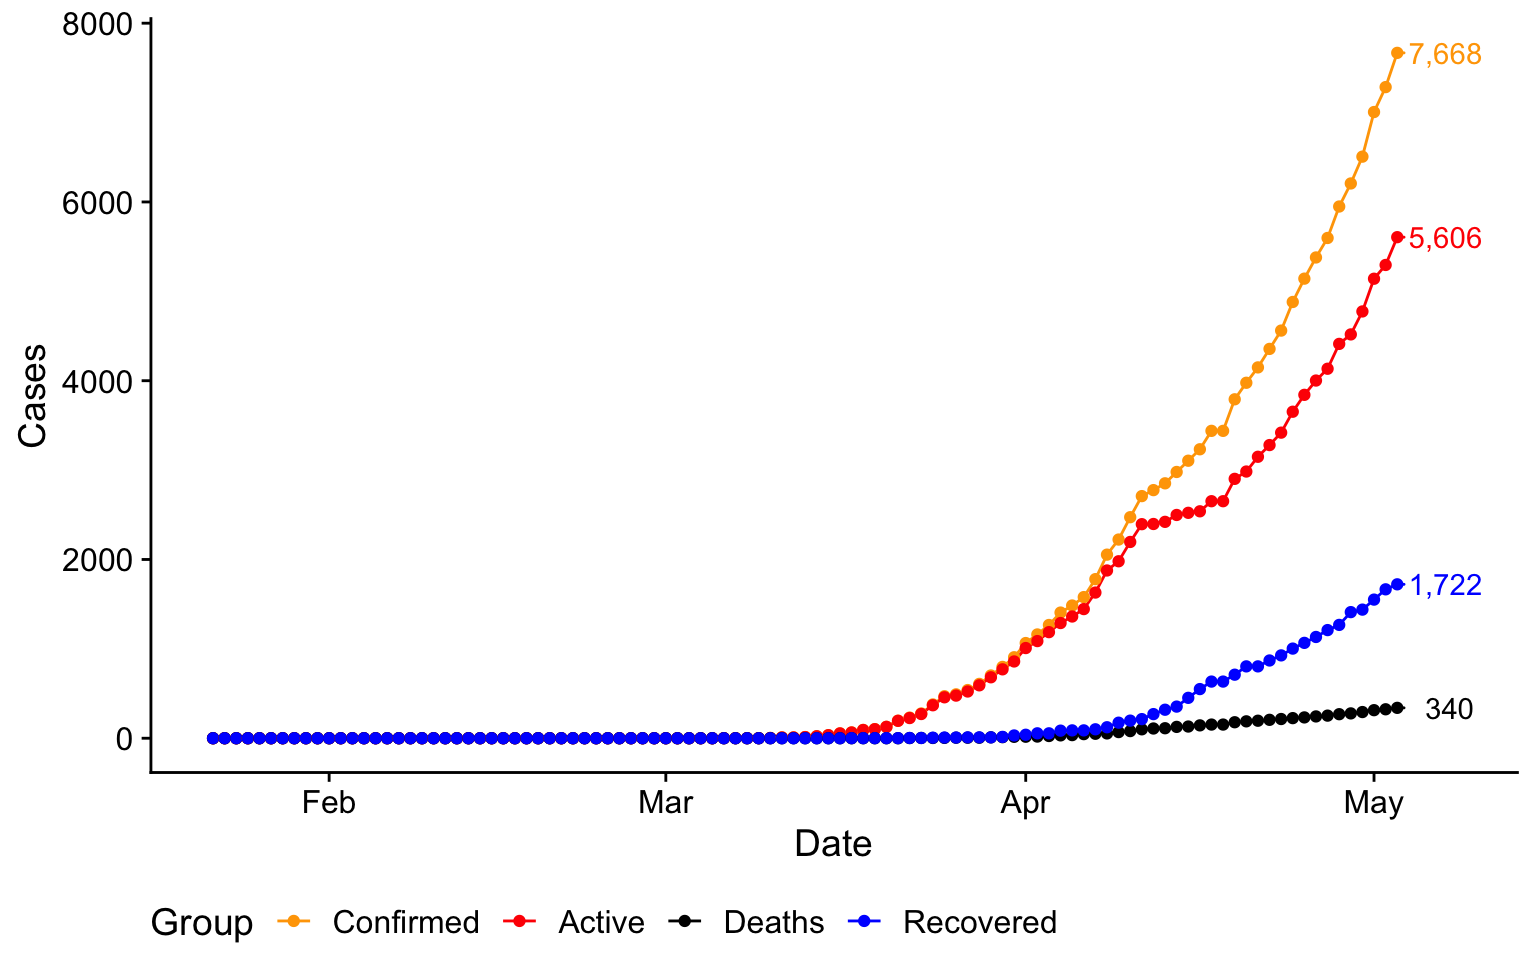 8000
7,668
6000
5,606
Cases
4000
2000
1,722
340
0
Feb Mar Apr May
Date
Group Confirmed Active Deaths Recovered